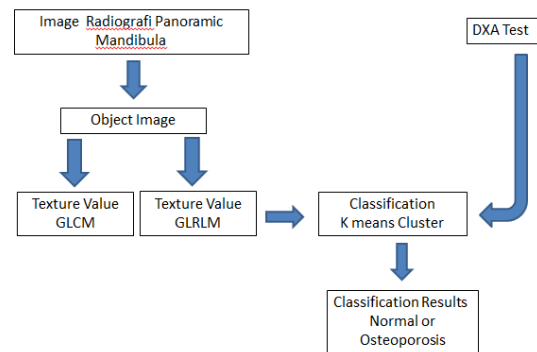 Image Radiografi Panoramic
Mandibula
DXA Test
Object Image
Texture Value
GLCM
Texture Value
GLRLM
Classification
K means Cluster
Classification Results
Normal or
Osteoporosis